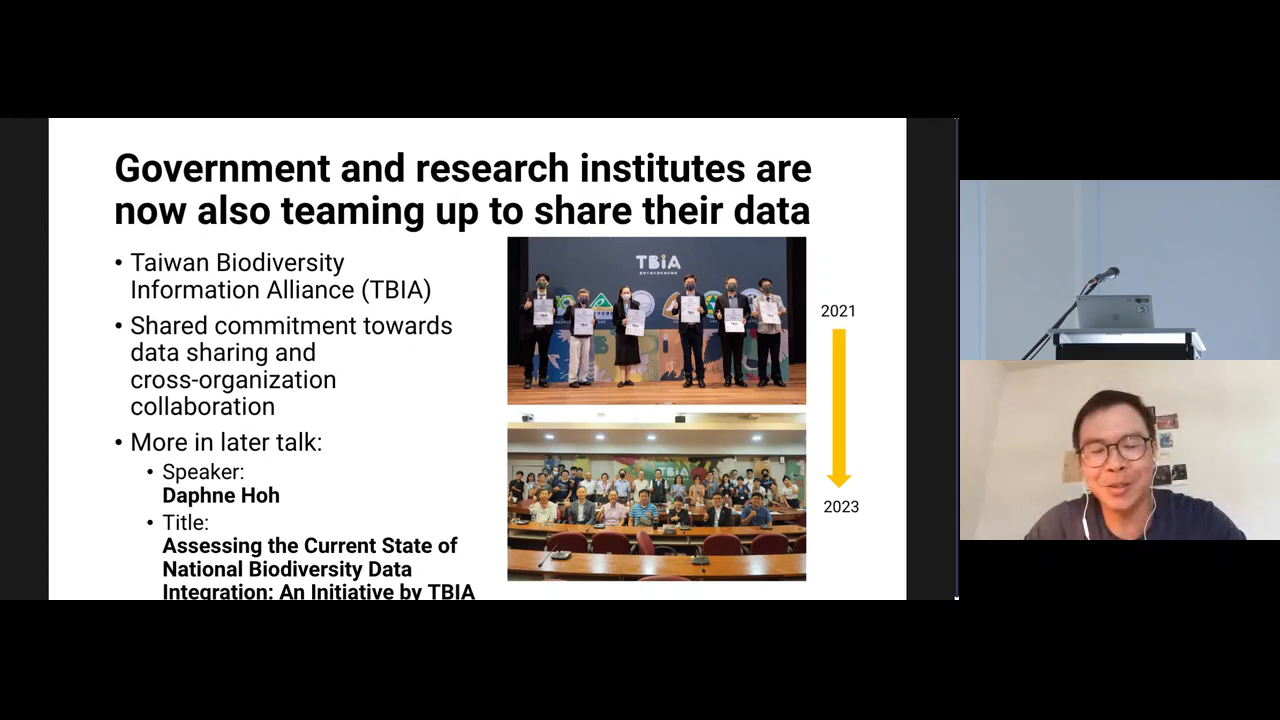 Government and research institutes are
now also teaming up to share their data
• Taiwan Biodiversity
Information Alliance (TBIA)
• Shared commitment towards
data sharing and
cross-organization
collaboration
• More in later talk:
• Speaker:
Daphne Hoh
• Title:
Assessing the Current State of
National Biodiversity Data
Integration: An Initiative by TBIA
TBiA
2021
TBiA
2023